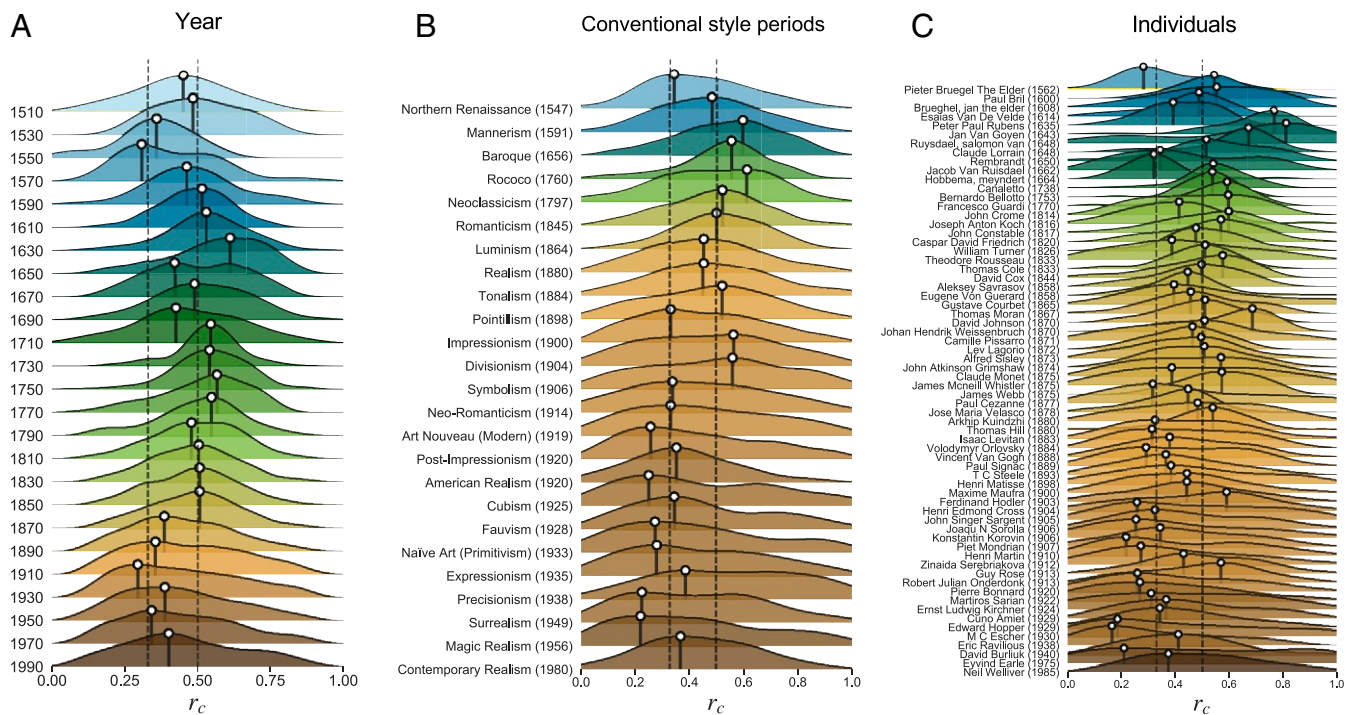 A
Year
1510
1530
1550
1570
1590
1610
1630
1650
1670
1690
1710
1730
1750
1770
1790
1810
1830
1850
1870
1890
1910
1930
1950
1970
1990
0.00 0.25 0.50 0.75 1.00
rc
B
Conventional style periods
Northern Renaissance (1547)
Mannerism (1591)
Baroque (1656)
Rococo (1760)
Neoclassicism (1797)
Romanticism (1845)
Luminism (1864)
Realism (1880)
Tonalism (1884)
Pointillism (1898)
Impressionism (1900)
Divisionism (1904)
Symbolism (1906)
Neo-Romanticism (1914)
Art Nouveau (Modern) (1919)
Post-Impressionism (1920)
American Realism (1920)
Cubism (1925)
Fauvism (1928)
Naïve Art (Primitivism) (1933)
Expressionism (1935)
Precisionism (1938)
Surrealism (1949)
Magic Realism (1956)
Contemporary Realism (1980)
0.0 0.2 0.4 0.6 0.8 1.0
rc
C
Individuals
Pieter Bruegel The Elder (1562)
Paul Bril (1600)
Brueghel, jan the elder (1608)
Esaias Van De Velde (1614)
Peter Paul Rubens (1635)
Jan Van Goyen (1643)
Ruysdael, salomon van (1648)
Claude Lorrain (1648)
Rembrandt (1650)
Jacob Van Ruisdael (1662)
Hobbema, meyndert (1664)
Canaletto (1738)
Bernardo Bellotto (1753)
Francesco Guardi (1770)
John Crome (1814)
Joseph Anton Koch (1816)
John Constable (1817)
Caspar David Friedrich (1820)
William Turner (1826)
Theodore Rousseau (1833)
Thomas Cole (1833)
David Cox (1844)
Aleksey Savrasov (1858)
Eugene Von Guerard (1858)
Gustave Courbet (1865)
Thomas Moran (1867)
David Johnson (1870)
Johan Hendrik Weissenbruch (1870)
Camille Pissarro (1871)
Lev Lagorio (1872)
Alfred Sisley (1873)
John Atkinson Grimshaw (1874)
Claude Monet (1875)
James Mcneill Whistler (1875)
James Webb (1875)
Paul Cezanne (1877)
Jose Maria Velasco (1878)
Arkhip Kuindzhi (1880)
Thomas Hill (1880)
Isaac Levitan (1883)
Volodymyr Orlovsky (1884)
Vincent Van Gogh (1888)
Paul Signac (1889)
T C Steele (1893)
Henri Matisse (1898)
Maxime Maufra (1900)
Ferdinand Hodler (1903)
Henri Edmond Cross (1904)
John Singer Sargent (1905)
Joaqu N Sorolla (1906)
Konstantin Korovin (1906)
Piet Mondrian (1907)
Henri Martin (1910)
Zinaida Serebriakova (1912)
Guy Rose (1913)
Robert Julian Onderdonk (1913)
Pierre Bonnard (1920)
Martiros Sarian (1922)
Ernst Ludwig Kirchner (1924)
Cuno Amiet (1929)
Edward Hopper (1929)
M C Escher (1930)
Eric Ravilious (1938)
David Burliuk (1940)
Eyvind Earle (1975)
Neil Welliver (1985)
0.0 0.2 0.4 0.6 0.8 1.0
rc